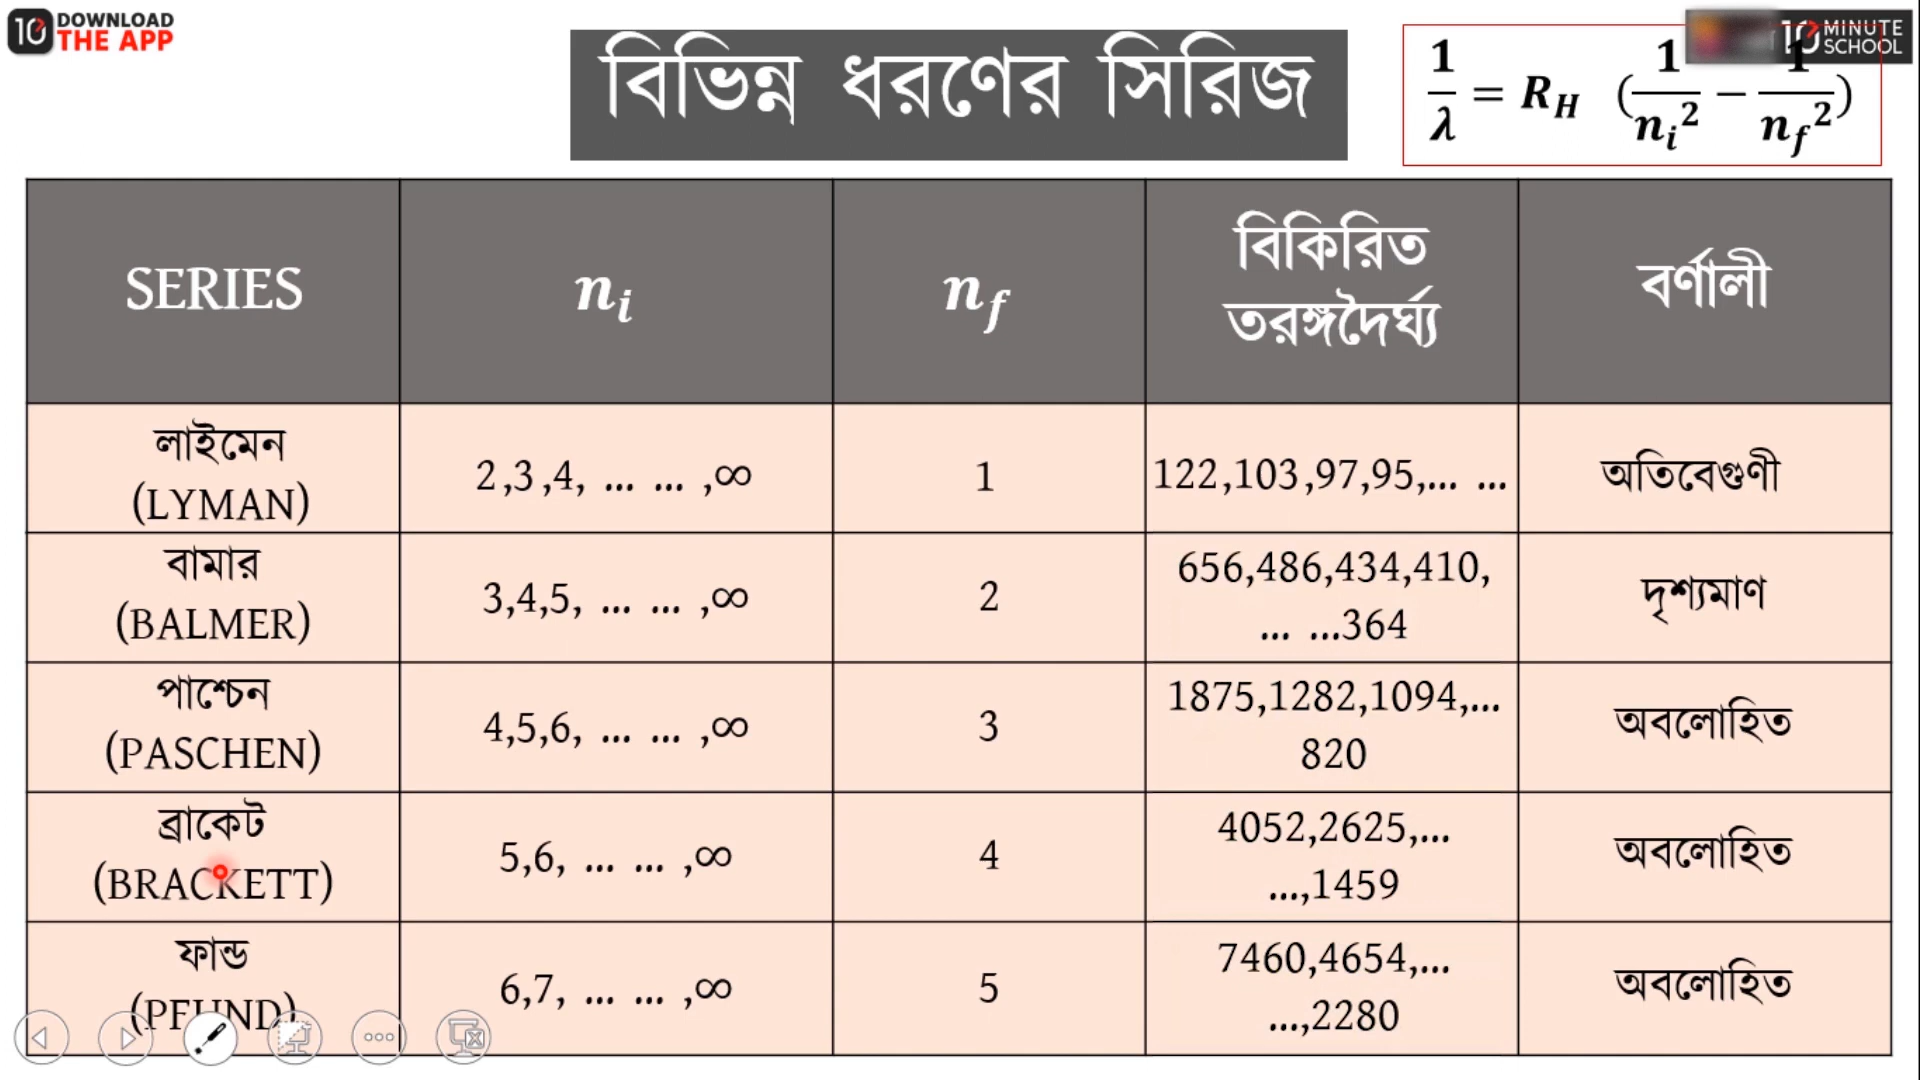 10 DOWNLOAD THE APP
বিভিন্ন ধরণের সিরিজ
1/λ = R_H (1/n_i² − 1/n_f²)
10 MINUTE SCHOOL
SERIES n_i n_f বিকিরিত তরঙ্গদৈর্ঘ্য বর্ণালী
লাইমেন (LYMAN) 2,3,4, ... ... ,∞ 1 122,103,97,95,... ... অতিবেগুণী
বামার (BALMER) 3,4,5, ... ... ,∞ 2 656,486,434,410, ... ...364 দৃশ্যমাণ
পাশ্চেন (PASCHEN) 4,5,6, ... ... ,∞ 3 1875,1282,1094,... 820 অবলোহিত
ব্রাকেট (BRACKETT) 5,6, ... ... ,∞ 4 4052,2625,... ...,1459 অবলোহিত
ফান্ড (PFUND) 6,7, ... ... ,∞ 5 7460,4654,... ...,2280 অবলোহিত